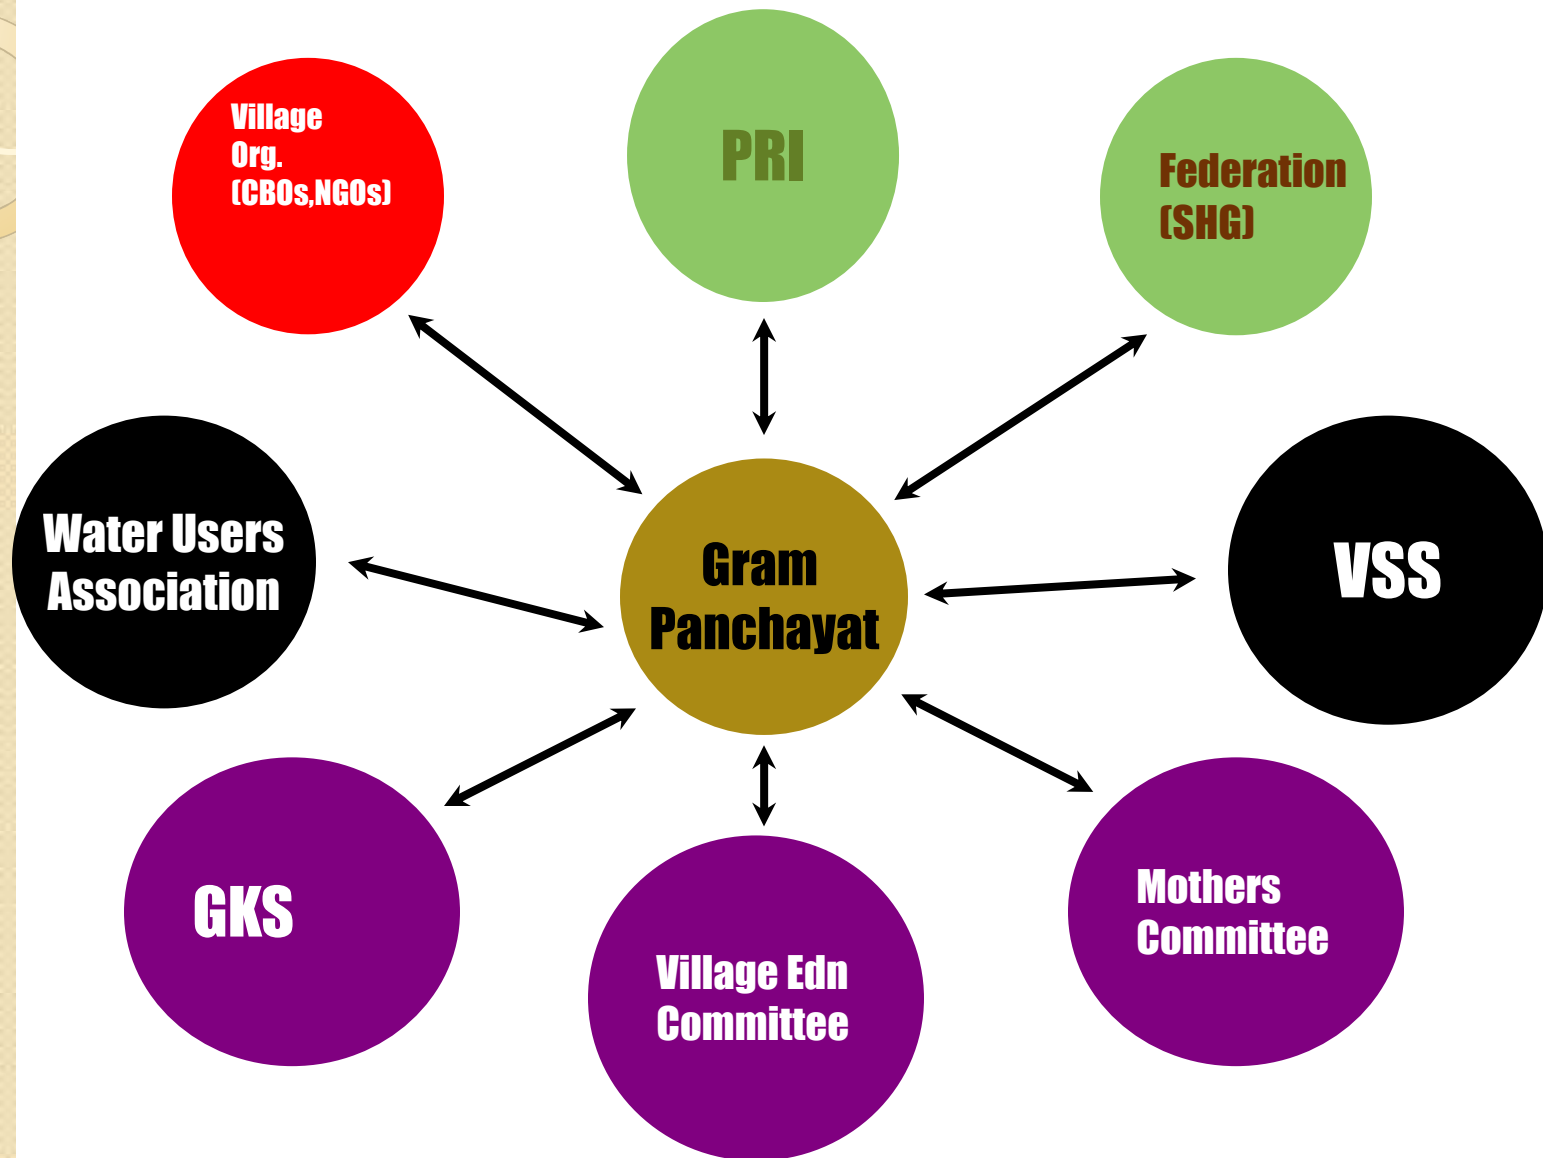 Village
Org.
(CBOs,NGOs)
PRI
Federation
(SHG)
Water Users
Association
Gram
Panchayat
VSS
GKS
Village Edn
Committee
Mothers
Committee